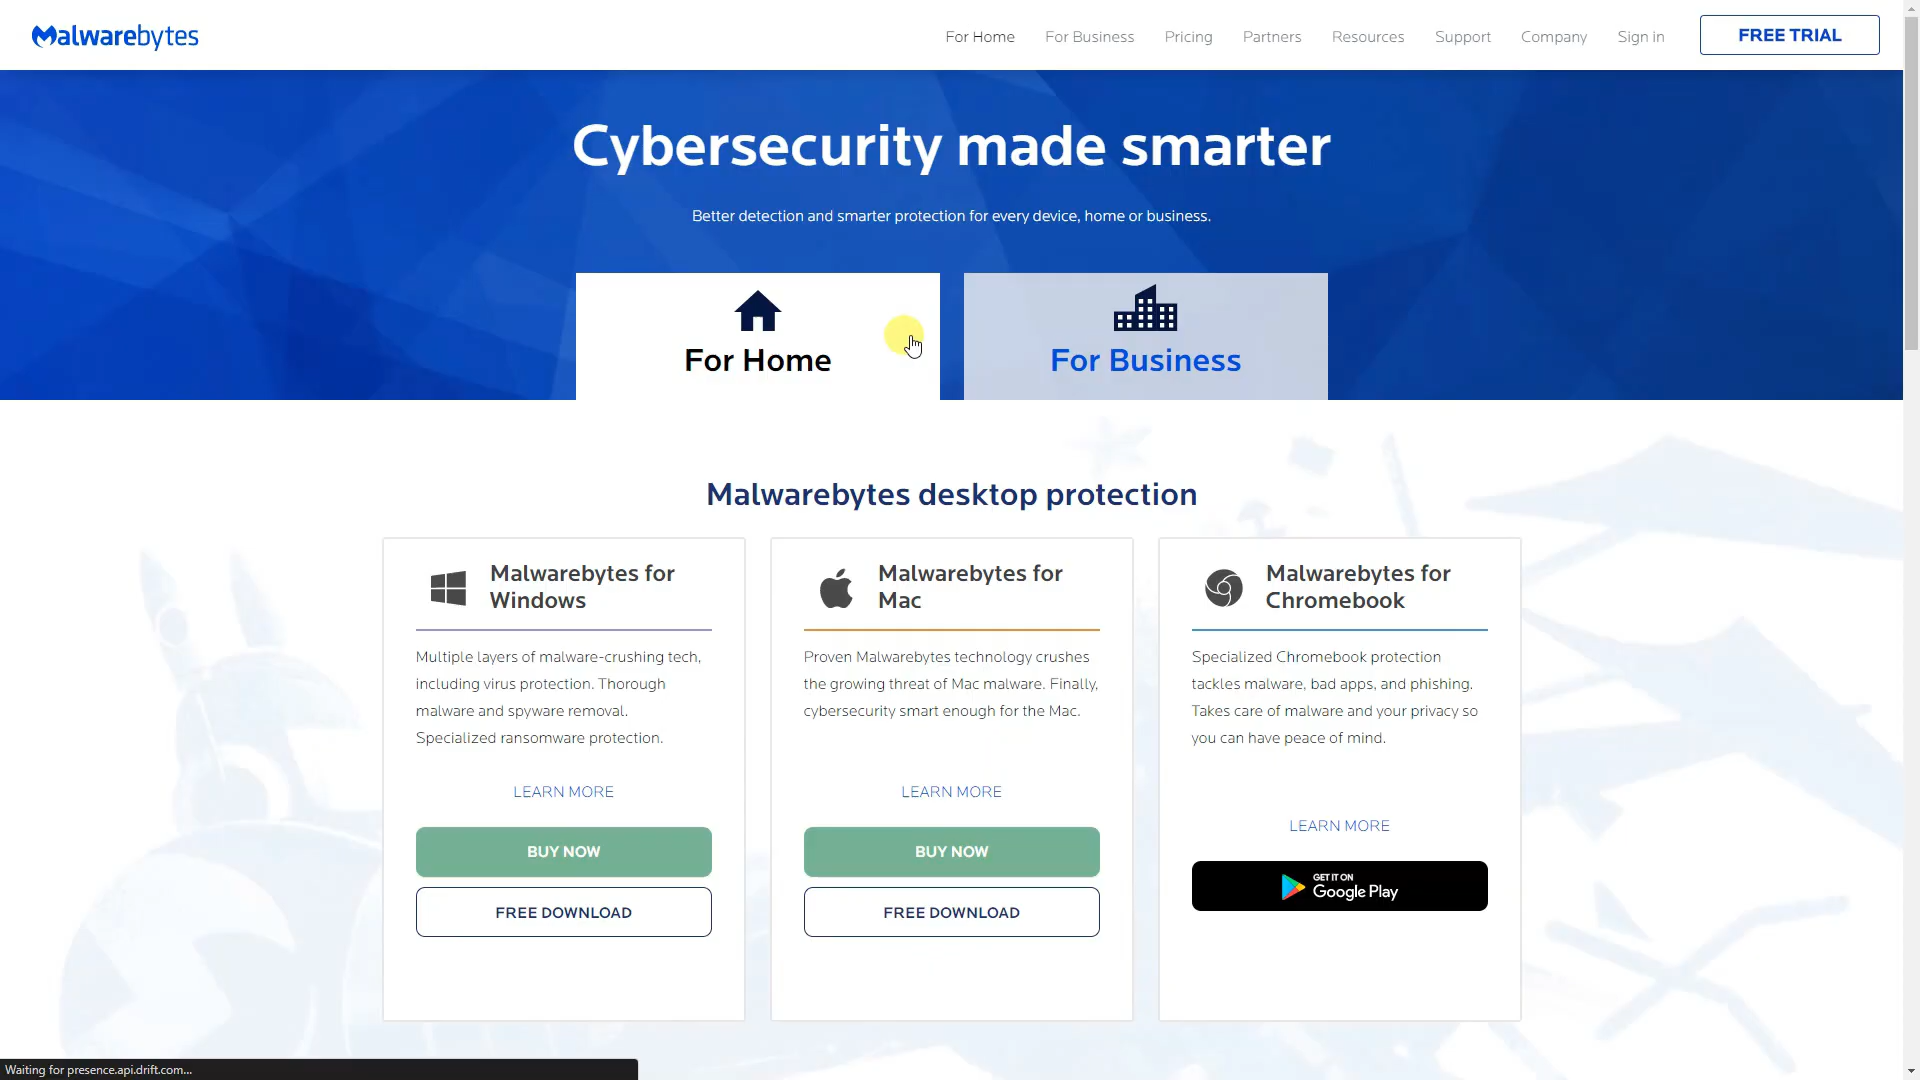 Malwarebytes
For Home For Business Pricing Partners Resources Support Company Sign in FREE TRIAL
Cybersecurity made smarter
Better detection and smarter protection for every device, home or business.
For Home
For Business
Malwarebytes desktop protection
Malwarebytes for
Windows
Multiple layers of malware-crushing tech,
including virus protection. Thorough
malware and spyware removal.
Specialized ransomware protection.
LEARN MORE
BUY NOW
FREE DOWNLOAD
Malwarebytes for
Mac
Proven Malwarebytes technology crushes
the growing threat of Mac malware. Finally,
cybersecurity smart enough for the Mac.
LEARN MORE
BUY NOW
FREE DOWNLOAD
Malwarebytes for
Chromebook
Specialized Chromebook protection
tackles malware, bad apps, and phishing.
Takes care of malware and your privacy so
you can have peace of mind.
LEARN MORE
GET IT ON
Google Play
Waiting for presence.api.drift.com...